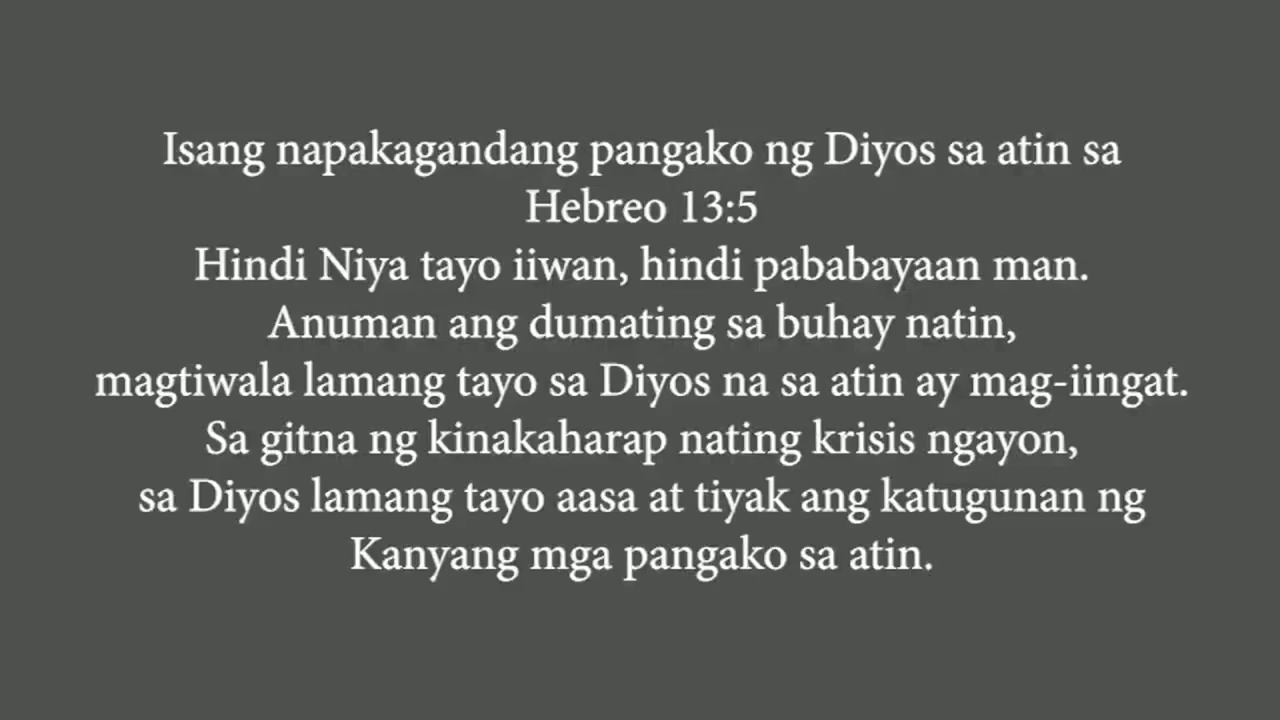 Isang napakagandang pangako ng Diyos sa atin sa
Hebreo 13:5
Hindi Niya tayo iiwan, hindi pababayaan man.
Anuman ang dumating sa buhay natin,
magtiwala lamang tayo sa Diyos na sa atin ay mag-iingat.
Sa gitna ng kinakaharap nating krisis ngayon,
sa Diyos lamang tayo aasa at tiyak ang katugunan ng
Kanyang mga pangako sa atin.